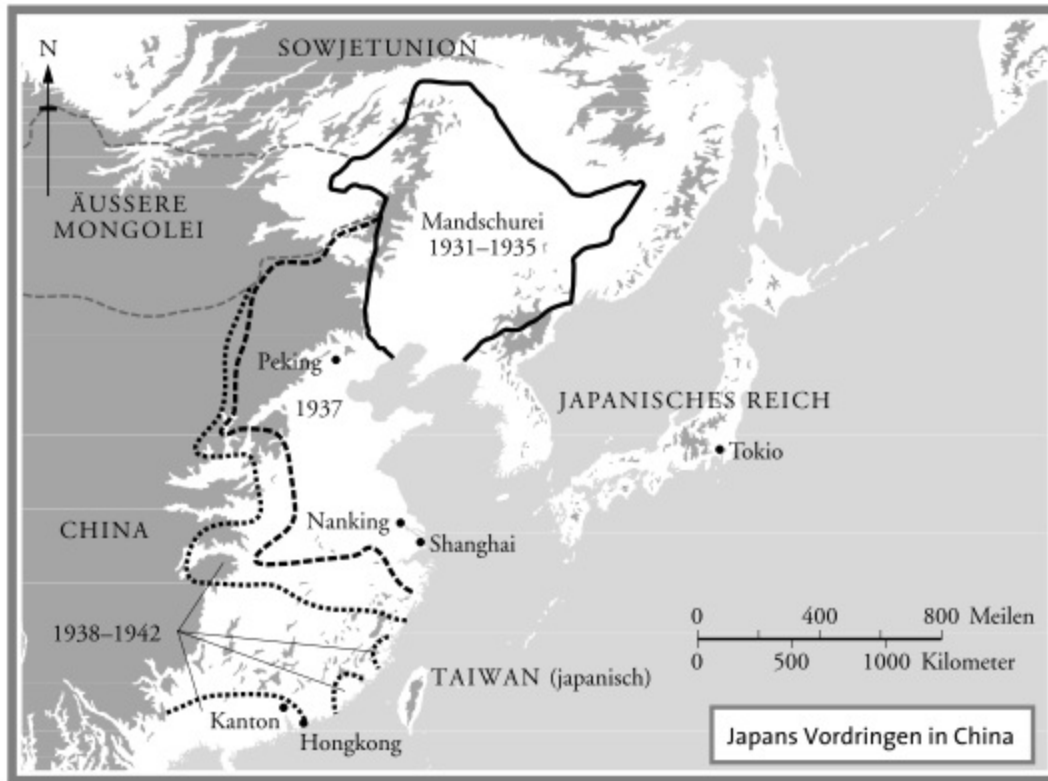 N
SOWJETUNION
ÄUSSERE
MONGOLEI
Mandschurei
1931–1935
Peking
1937
JAPANISCHES REICH
Tokio
CHINA
Nanking
Shanghai
0 400 800 Meilen
0 500 1000 Kilometer
1938–1942
TAIWAN (japanisch)
Kanton
Hongkong
Japans Vordringen in China